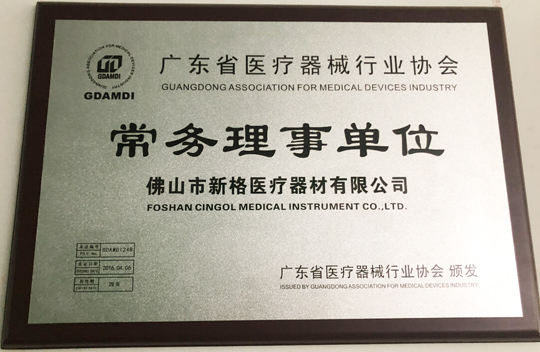 GDAMDI
广东省医疗器械行业协会
GUANGDONG ASSOCIATION FOR MEDICAL DEVICES INDUSTRY
常务理事单位
佛山市新格医疗器材有限公司
FOSHAN CINGOL MEDICAL INSTRUMENT CO.,LTD.
2016.04.06
广东省医疗器械行业协会 颁发
ISSUED BY GUANGDONG ASSOCIATION FOR MEDICAL DEVICES INDUSTRY